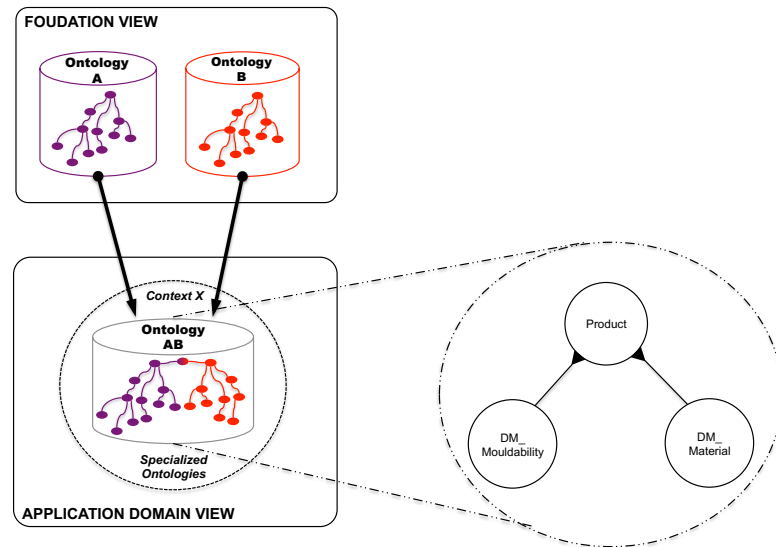 FOUDATION VIEW
Ontology
A
Ontology
B
Context X
Ontology
AB
Specialized
Ontologies
APPLICATION DOMAIN VIEW
Product
DM_
Mouldability
DM_
Material